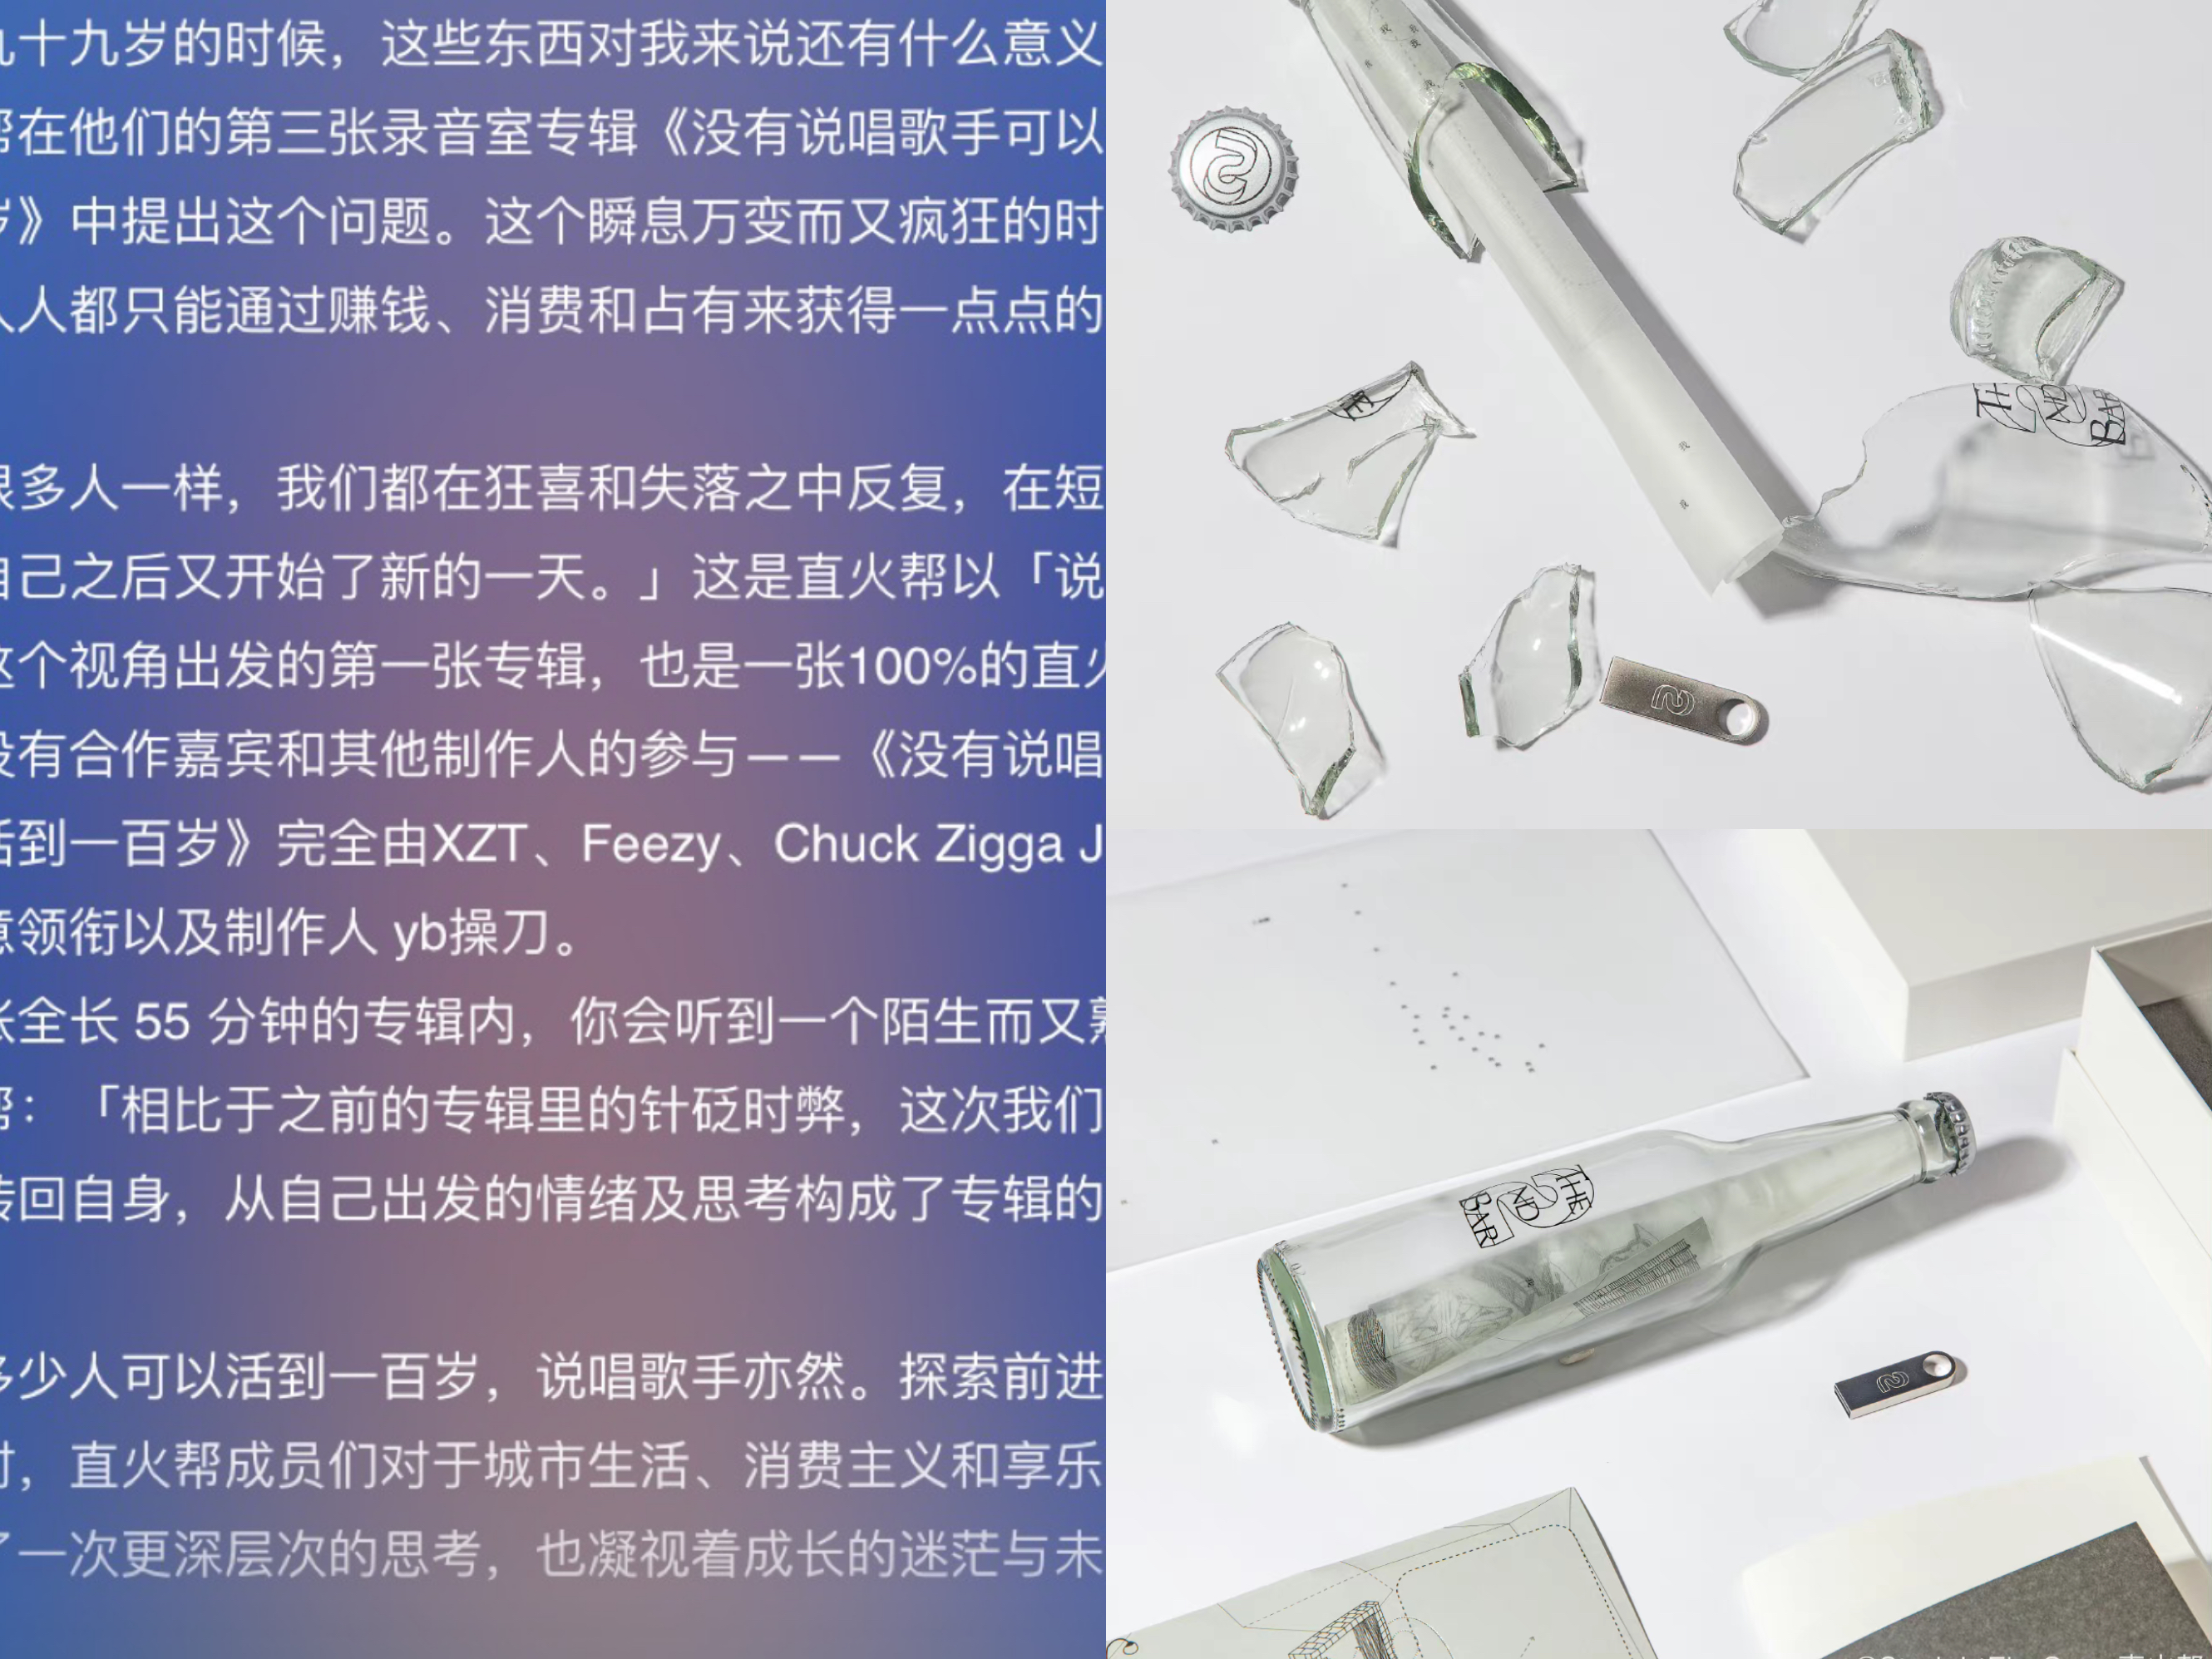 九十九岁的时候，这些东西对我来说还有什么意义
帮在他们的第三张录音室专辑《没有说唱歌手可以
岁》中提出这个问题。这个瞬息万变而又疯狂的时
人人都只能通过赚钱、消费和占有来获得一点点的
很多人一样，我们都在狂喜和失落之中反复，在短
自己之后又开始了新的一天。」这是直火帮以「说
这个视角出发的第一张专辑，也是一张100%的直火
没有合作嘉宾和其他制作人的参与——《没有说唱
活到一百岁》完全由XZT、Feezy、Chuck Zigga J
意领衔以及制作人 yb操刀。
张全长 55 分钟的专辑内，你会听到一个陌生而又熟
帮：「相比于之前的专辑里的针砭时弊，这次我们
转回自身，从自己出发的情绪及思考构成了专辑的
多少人可以活到一百岁，说唱歌手亦然。探索前进
时，直火帮成员们对于城市生活、消费主义和享乐
了一次更深层次的思考，也凝视着成长的迷茫与未
THE
2
ND
BAR
THE
2
ND
BAR